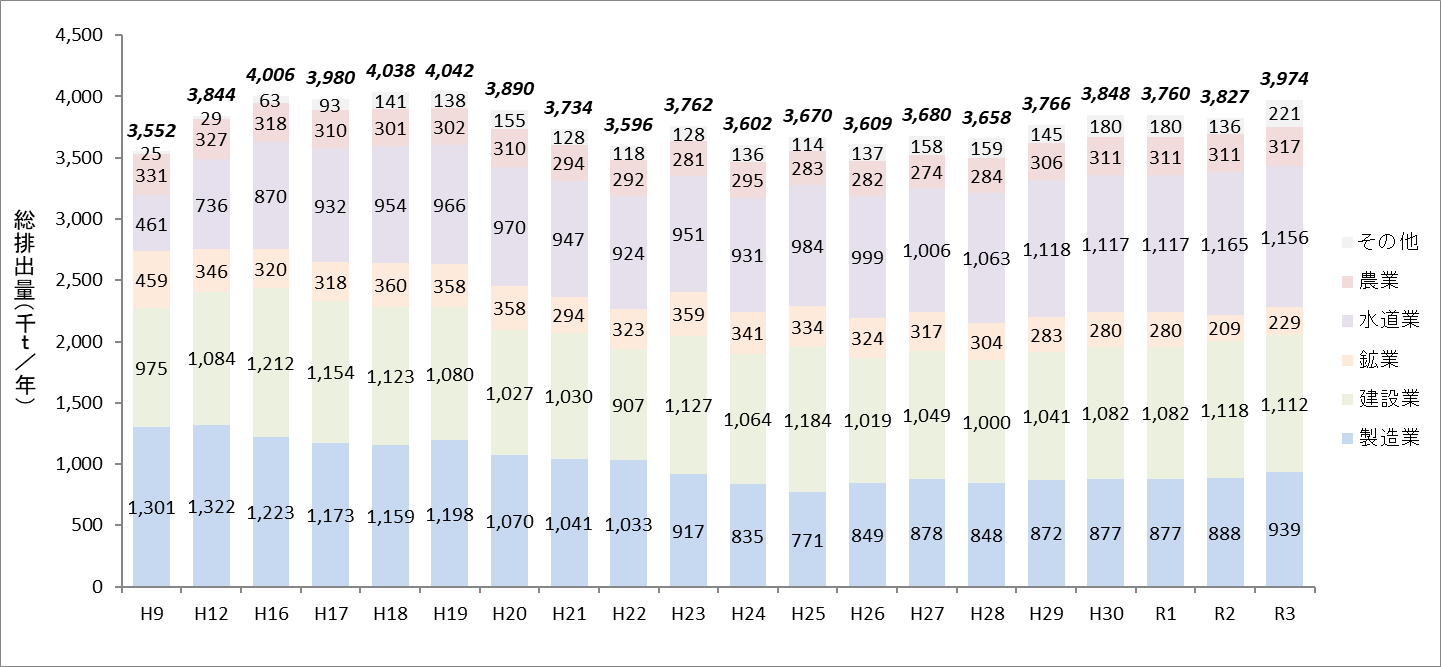 4,500
4,000
3,500
3,000
2,500
2,000
1,500
1,000
500
0
総排出量(千t/年)
3,552 3,844 4,006 3,980 4,038 4,042 3,890 3,734 3,596 3,762 3,602 3,670 3,609 3,680 3,658 3,766 3,848 3,760 3,827 3,974
25 29 63 93 141 138 155 128 118 128 136 114 137 158 159 145 180 180 136 221
331 327 318 310 301 302 310 294 292 281 295 283 282 274 284 306 311 311 311 317
461 736 870 932 954 966 970 947 924 951 931 984 999 1,006 1,063 1,118 1,117 1,117 1,165 1,156
459 346 320 318 360 358 358 294 323 359 341 334 324 317 304 283 280 280 209 229
975 1,084 1,212 1,154 1,123 1,080 1,027 1,030 907 1,127 1,064 1,184 1,019 1,049 1,000 1,041 1,082 1,082 1,118 1,112
1,301 1,322 1,223 1,173 1,159 1,198 1,070 1,041 1,033 917 835 771 849 878 848 872 877 877 888 939
H9 H12 H16 H17 H18 H19 H20 H21 H22 H23 H24 H25 H26 H27 H28 H29 H30 R1 R2 R3
その他
農業
水道業
鉱業
建設業
製造業